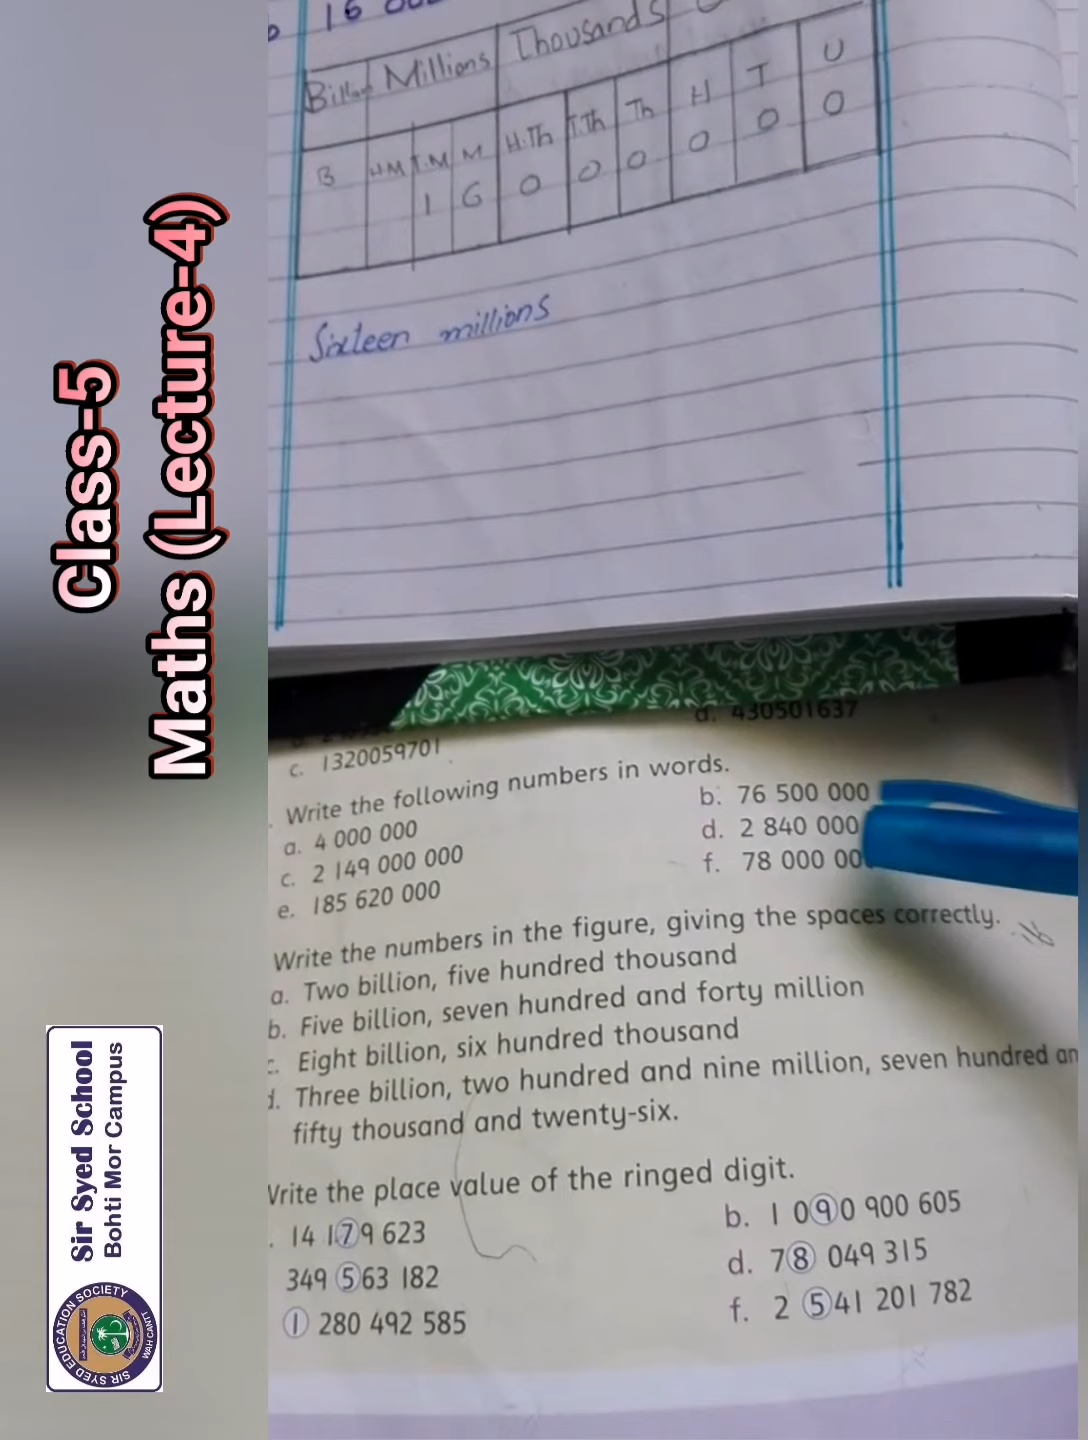 Class-5
Maths (Lecture-4)
Sir Syed School
Bohti Mor Campus
SIR SYED EDUCATION SOCIETY
WAH CANTT
16
Millions Thousands
B H.M T.M M H.Th T.Th Th H T U
1 6 0 0 0 0 0 0
Sixteen millions
d. 430501637
c. 1320059701
Write the following numbers in words.
a. 4 000 000 b. 76 500 000
c. 2 149 000 000 d. 2 840 000
e. 185 620 000 f. 78 000 00
Write the numbers in the figure, giving the spaces correctly.
16
a. Two billion, five hundred thousand
b. Five billion, seven hundred and forty million
c. Eight billion, six hundred thousand
d. Three billion, two hundred and nine million, seven hundred an
fifty thousand and twenty-six.
Write the place value of the ringed digit.
. 14 179 623 b. 1 090 900 605
349 563 182 d. 78 049 315
1 280 492 585 f. 2 541 201 782